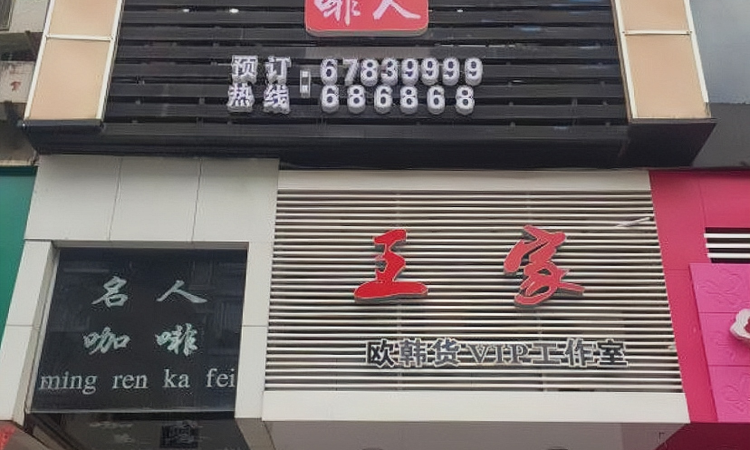 啡人
预订：67839999
热线 686868
名人
咖啡
ming ren ka fei
王家
欧韩货VIP工作室